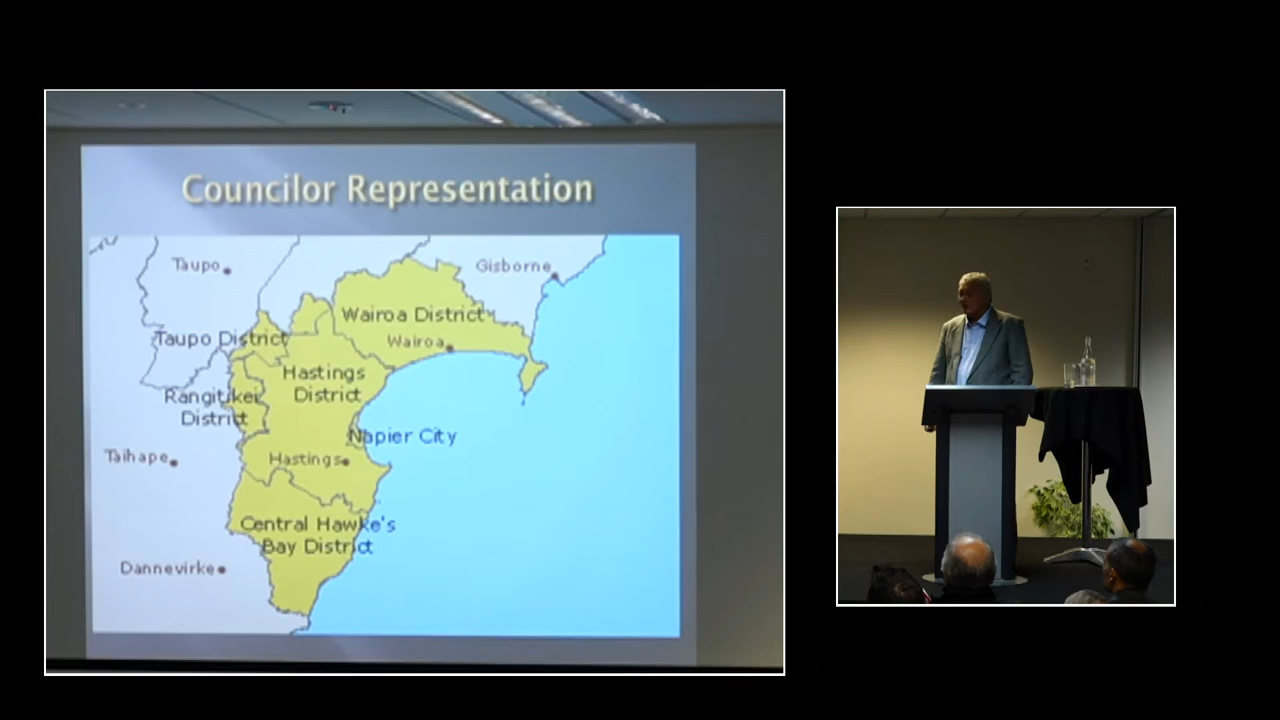 Councilor Representation
Taupo
Gisborne
Wairoa District
Taupo District
Wairoa
Hastings
District
Rangitikei
District
Napier City
Taihape
Hastings
Central Hawke's
Bay District
Dannevirke